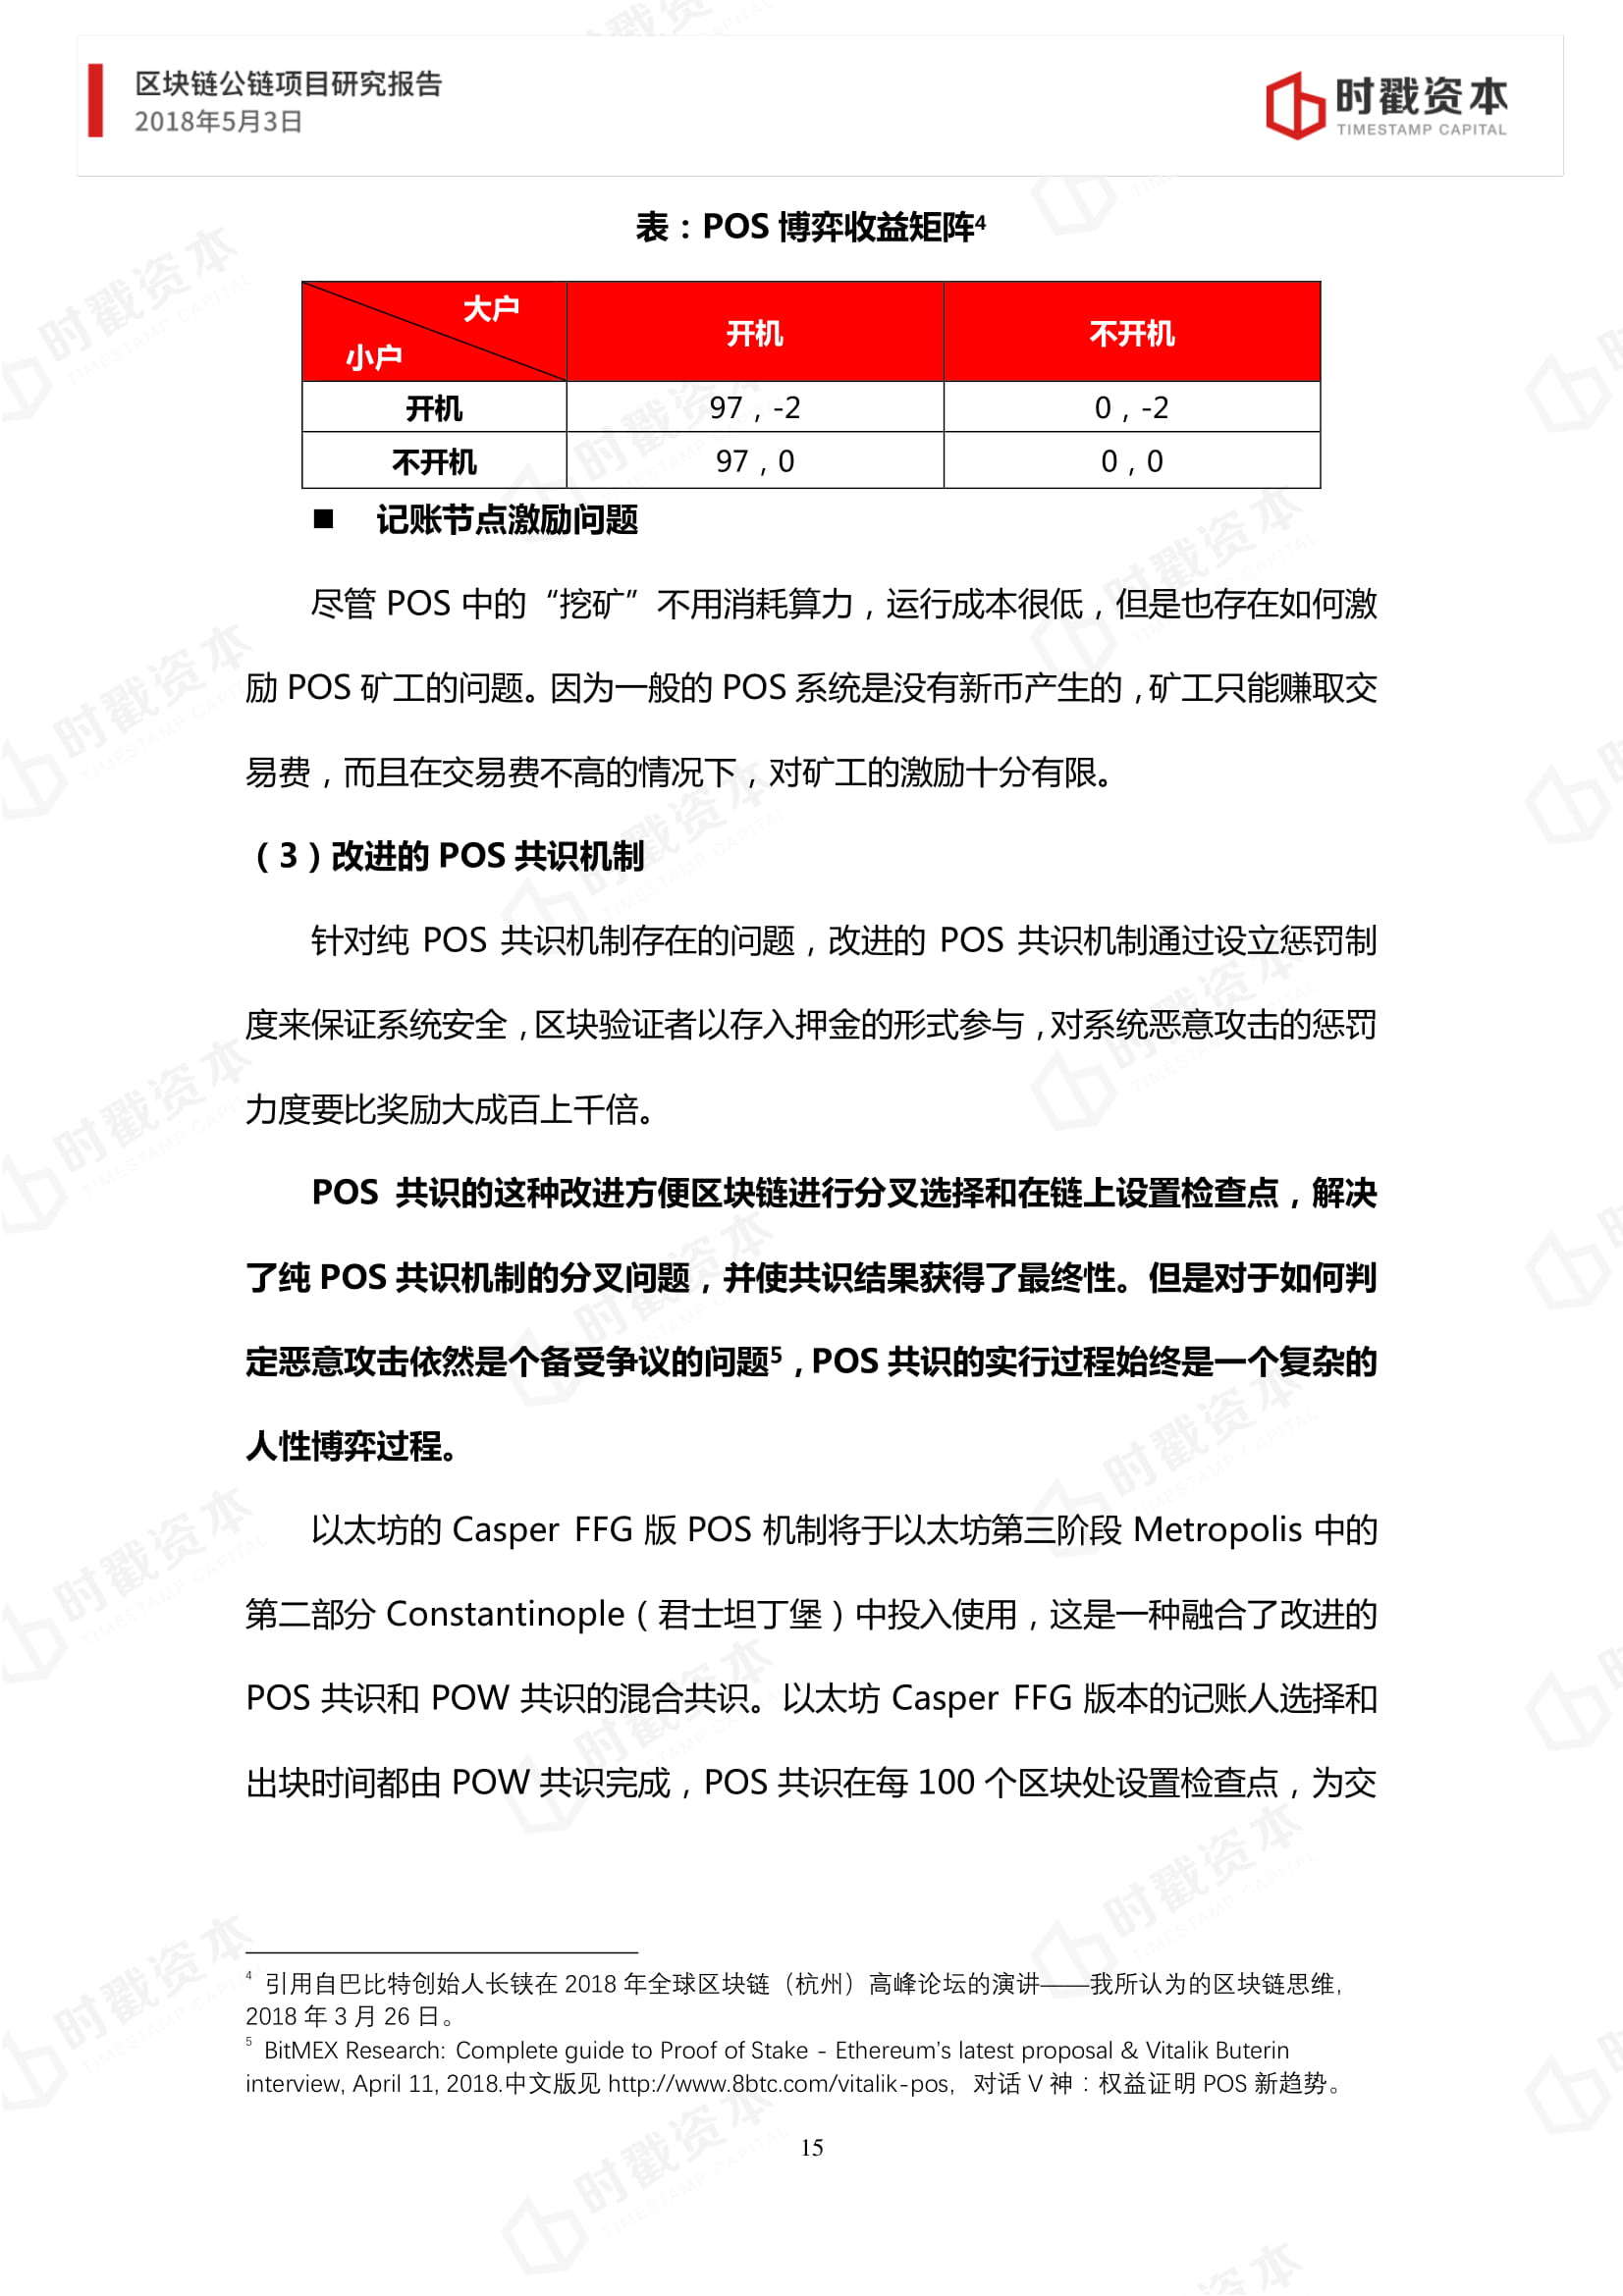 区块链公链项目研究报告
2018年5月3日
时戳资本
TIMESTAMP CAPITAL
表：POS 博弈收益矩阵4
大户
小户
开机
不开机
开机
97，-2
0，-2
不开机
97，0
0，0
■ 记账节点激励问题
尽管 POS 中的“挖矿”不用消耗算力，运行成本很低，但是也存在如何激
励 POS 矿工的问题。因为一般的 POS 系统是没有新币产生的，矿工只能赚取交
易费，而且在交易费不高的情况下，对矿工的激励十分有限。
（3）改进的 POS 共识机制
针对纯 POS 共识机制存在的问题，改进的 POS 共识机制通过设立惩罚制
度来保证系统安全，区块验证者以存入押金的形式参与，对系统恶意攻击的惩罚
力度要比奖励大成百上千倍。
POS 共识的这种改进方便区块链进行分叉选择和在链上设置检查点，解决
了纯 POS 共识机制的分叉问题，并使共识结果获得了最终性。但是对于如何判
定恶意攻击依然是个备受争议的问题5，POS 共识的实行过程始终是一个复杂的
人性博弈过程。
以太坊的 Casper FFG 版 POS 机制将于以太坊第三阶段 Metropolis 中的
第二部分 Constantinople（君士坦丁堡）中投入使用，这是一种融合了改进的
POS 共识和 POW 共识的混合共识。以太坊 Casper FFG 版本的记账人选择和
出块时间都由 POW 共识完成，POS 共识在每 100 个区块处设置检查点，为交
4 引用自巴比特创始人长铗在 2018 年全球区块链（杭州）高峰论坛的演讲——我所认为的区块链思维，
2018 年 3 月 26 日。
5 BitMEX Research: Complete guide to Proof of Stake - Ethereum’s latest proposal & Vitalik Buterin
interview, April 11, 2018.中文版见 http://www.8btc.com/vitalik-pos， 对话 V 神：权益证明 POS 新趋势。
15